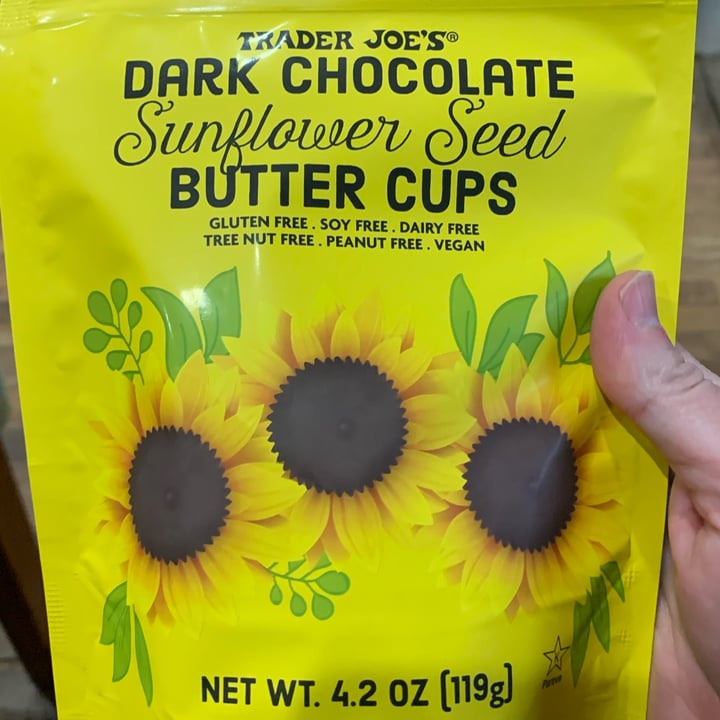 TRADER JOE'S®
DARK CHOCOLATE
Sunflower Seed
BUTTER CUPS
GLUTEN FREE . SOY FREE . DAIRY FREE
TREE NUT FREE . PEANUT FREE . VEGAN
K
Pareve
NET WT. 4.2 OZ (119g)